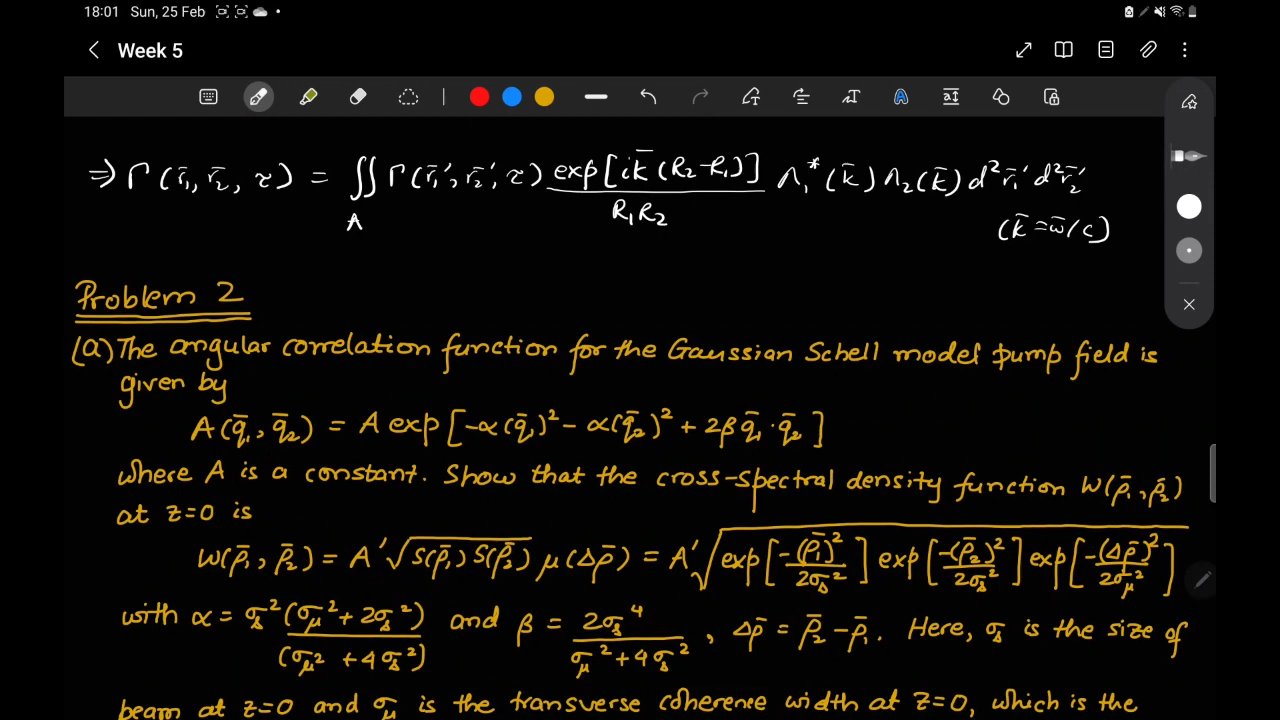 18:01 Sun, 25 Feb
Week 5
⇒ Γ(r̄₁, r̄₂, τ) = ∬_A Γ(r̄₁', r̄₂', τ) exp[ik̄(R₂-R₁)]/R₁R₂ Λ₁*(k̄) Λ₂(k̄) d²r̄₁' d²r̄₂'
(k̄ = ω̄/c)
Problem 2
(a) The angular correlation function for the Gaussian Schell model pump field is
given by
A(q̄₁, q̄₂) = A exp[-α(q̄₁)² - α(q̄₂)² + 2β q̄₁ · q̄₂]
where A is a constant. Show that the cross-spectral density function W(ρ̄₁, ρ̄₂)
at z=0 is
W(ρ̄₁, ρ̄₂) = A' √(S(ρ̄₁) S(ρ̄₂)) μ(Δρ̄) = A' √(exp[-(ρ̄₁)²/2σₛ²] exp[-(ρ̄₂)²/2σₛ²] exp[-(Δρ̄)²/2σ_μ²])
with α = σₛ²(σ_μ² + 2σₛ²)/(σ_μ² + 4σₛ²) and β = 2σₛ⁴/σ_μ² + 4σₛ², Δρ̄ = ρ̄₂ - ρ̄₁. Here, σₛ is the size of
beam at z=0 and σ_μ is the transverse coherence width at z=0, which is the